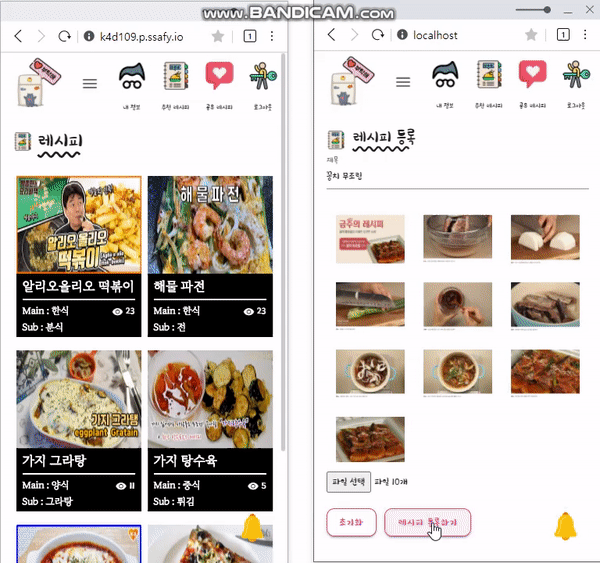 www.BANDICAM.com
k4d109.p.ssafy.io
1
내 정보
추천 레시피
공유 레시피
로그아웃
레시피
알리오올리오
떡볶이
알리오올리오 떡볶이
Main : 한식
23
Sub : 분식
해물파전
해물 파전
Main : 한식
23
Sub : 전
가지 그라탕
eggplant Gratain
가지 그라탕
Main : 양식
11
Sub : 그라탕
가지 탕수육
Main : 중식
5
Sub : 튀김
localhost
1
내 정보
추천 레시피
공유 레시피
로그아웃
레시피 등록
제목
꽁치 무조림
금주의 레시피
파일 선택
파일 10개
초기화
레시피 등록하기